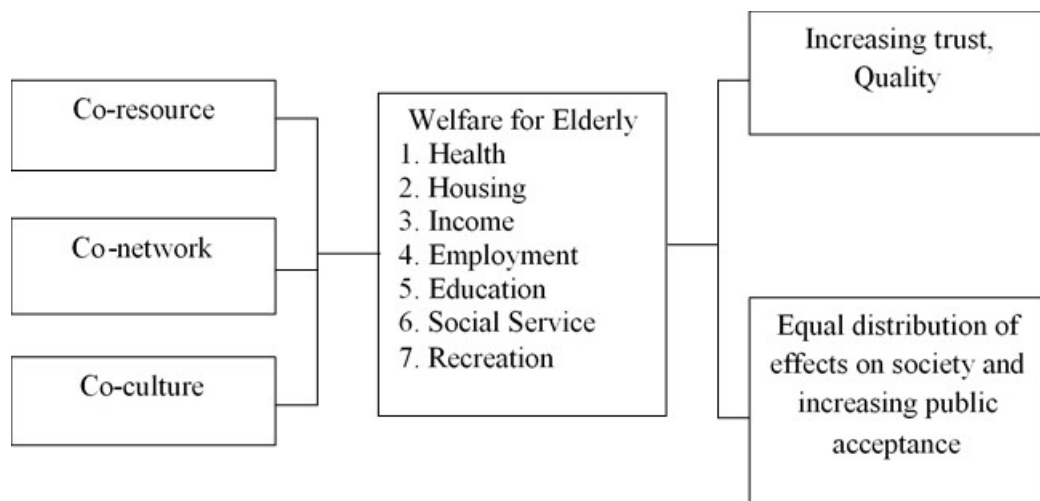 Co-resource
Co-network
Co-culture
Welfare for Elderly
1. Health
2. Housing
3. Income
4. Employment
5. Education
6. Social Service
7. Recreation
Increasing trust,
Quality
Equal distribution of
effects on society and
increasing public
acceptance